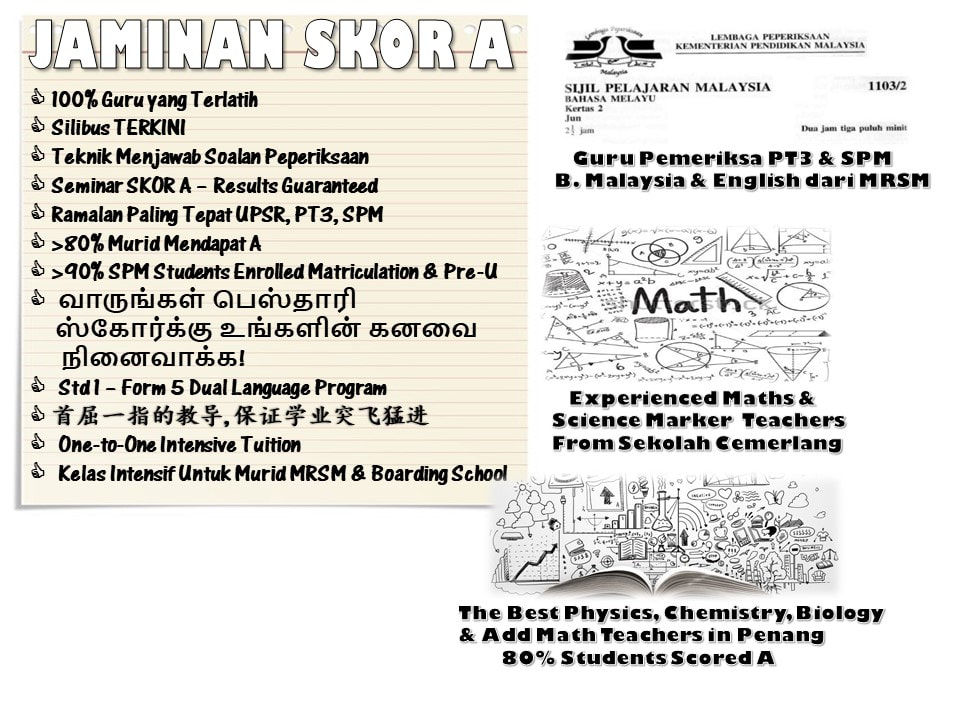 JAMINAN SKOR A
100% Guru yang Terlatih
Silibus TERKINI
Teknik Menjawab Soalan Peperiksaan
Seminar SKOR A – Results Guaranteed
Ramalan Paling Tepat UPSR, PT3, SPM
>80% Murid Mendapat A
>90% SPM Students Enrolled Matriculation & Pre-U
வாருங்கள் பெஸ்தாரி
ஸ்கோர்க்கு உங்களின் கனவை
நினைவாக்க!
Std 1 – Form 5 Dual Language Program
首屈一指的教导,保证学业突飞猛进
One-to-One Intensive Tuition
Kelas Intensif Untuk Murid MRSM & Boarding School
Lembaga Peperiksaan
Malaysia
LEMBAGA PEPERIKSAAN
KEMENTERIAN PENDIDIKAN MALAYSIA
SIJIL PELAJARAN MALAYSIA 1103/2
BAHASA MELAYU
Kertas 2
Jun
2½ jam Dua jam tiga puluh minit
Guru Pemeriksa PT3 & SPM
B. Malaysia & English dari MRSM
Math
Experienced Maths &
Science Marker Teachers
From Sekolah Cemerlang
The Best Physics, Chemistry, Biology
& Add Math Teachers in Penang
80% Students Scored A